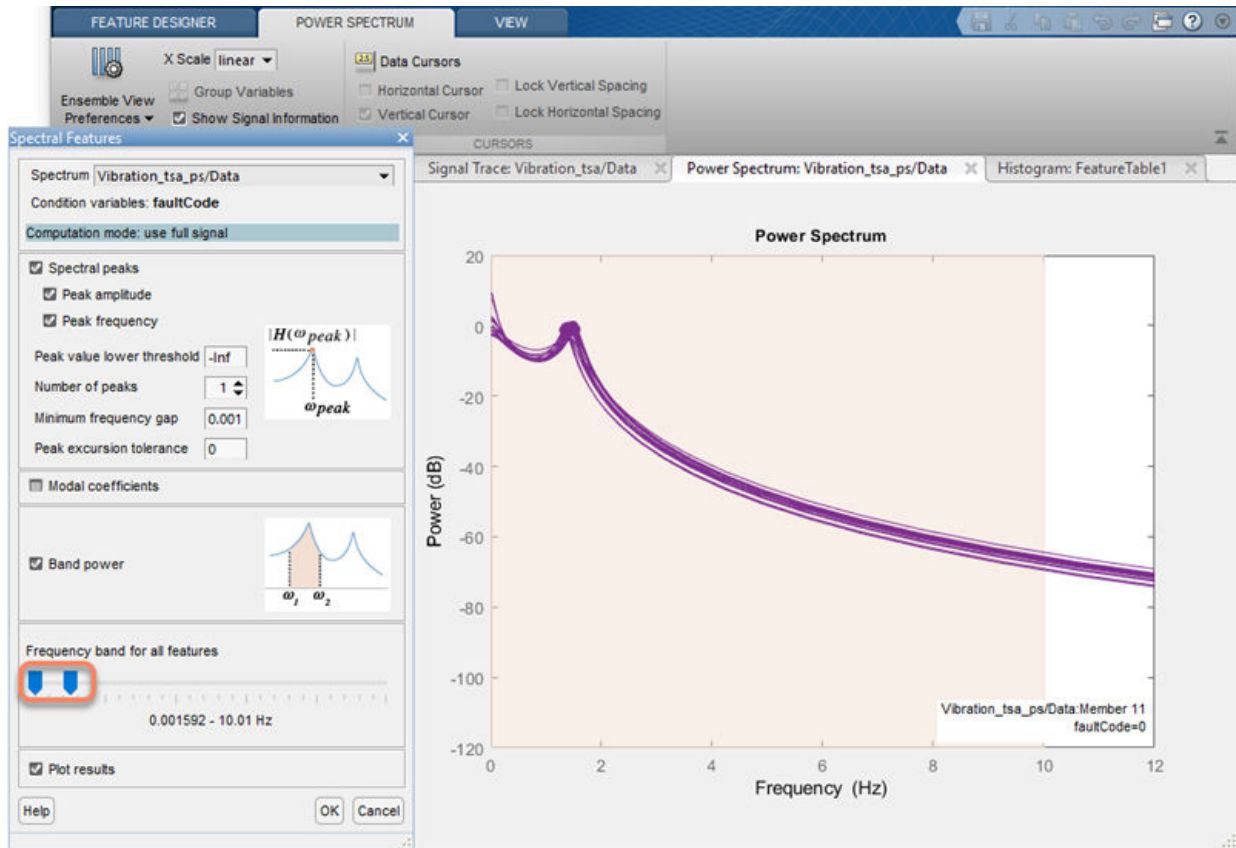 FEATURE DESIGNER POWER SPECTRUM VIEW
X Scale linear
Group Variables
Show Signal Information
Ensemble View
Preferences
2.5 Data Cursors
Horizontal Cursor Lock Vertical Spacing
Vertical Cursor Lock Horizontal Spacing
CURSORS
Spectral Features
Spectrum Vibration_tsa_ps/Data
Condition variables: faultCode
Computation mode: use full signal
Spectral peaks
Peak amplitude
Peak frequency
Peak value lower threshold -Inf
Number of peaks 1
Minimum frequency gap 0.001
Peak excursion tolerance 0
|H(ωpeak)|
ωpeak
Modal coefficients
Band power
ω1 ω2
Frequency band for all features
0.001592 - 10.01 Hz
Plot results
Help OK Cancel
Signal Trace: Vibration_tsa/Data Power Spectrum: Vibration_tsa_ps/Data Histogram: FeatureTable1
Power Spectrum
20
0
-20
-40
-60
-80
-100
-120
Power (dB)
Vibration_tsa_ps/Data:Member 11
faultCode=0
0 2 4 6 8 10 12
Frequency (Hz)